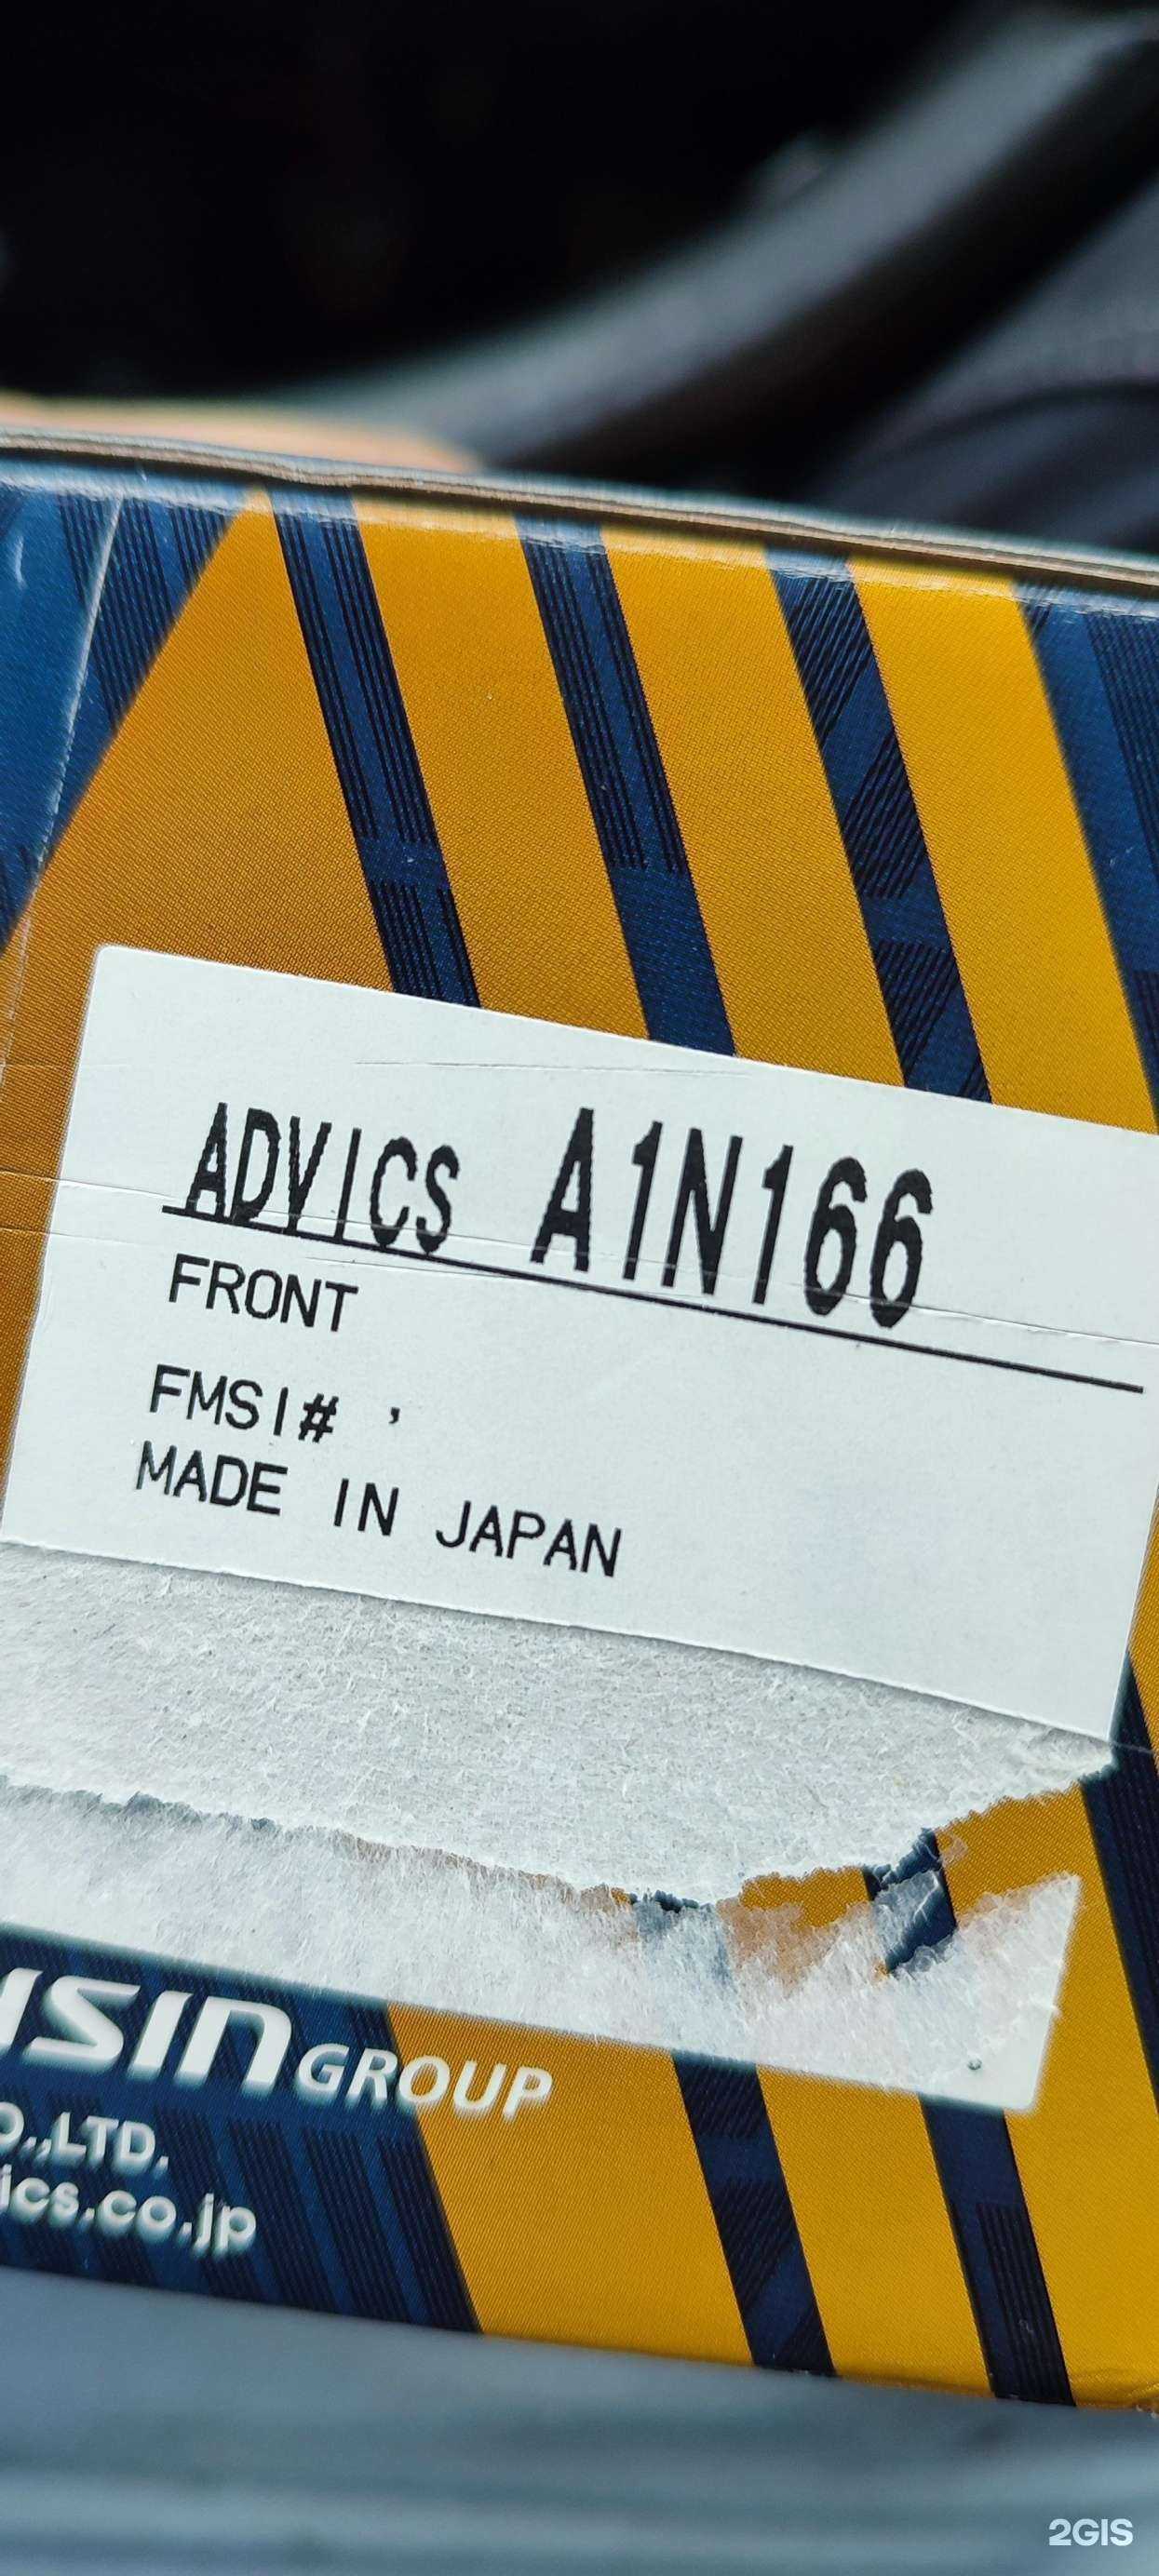 ADVICS A1N166
FRONT
FMSI# ,
MADE IN JAPAN
GROUP
LTD.
ics.co.jp
2GIS